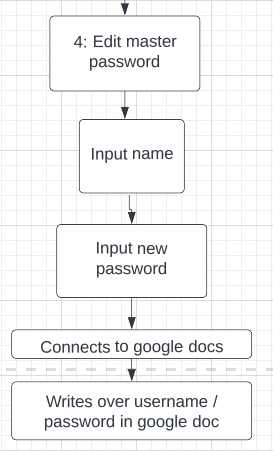 4: Edit master
password
Input name
Input new
password
Connects to google docs
Writes over username /
password in google doc